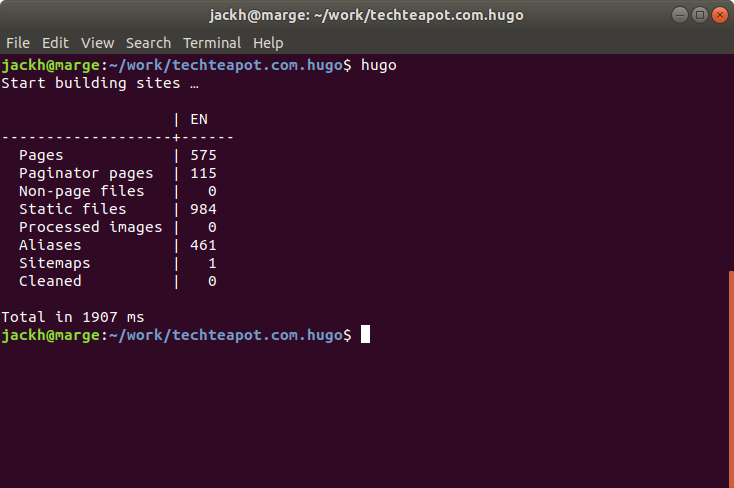 jackh@marge: ~/work/techteapot.com.hugo
File Edit View Search Terminal Help
jackh@marge:~/work/techteapot.com.hugo$ hugo
Start building sites …
                   | EN
-------------------+------
  Pages            | 575
  Paginator pages  | 115
  Non-page files   |   0
  Static files     | 984
  Processed images |   0
  Aliases          | 461
  Sitemaps         |   1
  Cleaned          |   0
Total in 1907 ms
jackh@marge:~/work/techteapot.com.hugo$